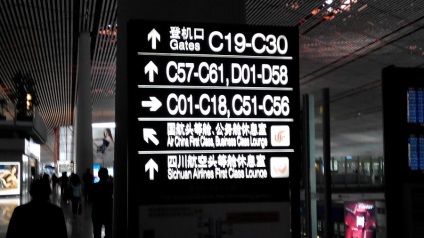 登机口
Gates C19-C30
C57-C61, D01-D58
C01-C18, C51-C56
国航头等舱、公务舱休息室
Air China First Class, Business Class Lounge
四川航空头等舱休息室
Sichuan Airlines First Class Lounge